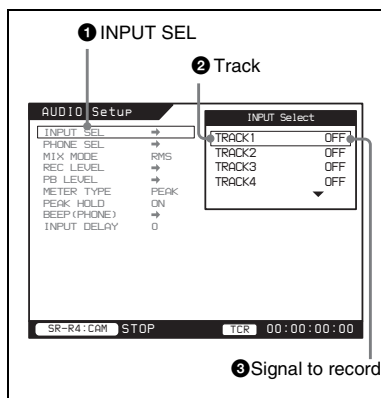 ❶ INPUT SEL
❷ Track
AUDIO Setup
INPUT SEL ➔
PHONE SEL ➔
MIX MODE RMS
REC LEVEL ➔
PB LEVEL ➔
METER TYPE PEAK
PEAK HOLD ON
BEEP(PHONE) ➔
INPUT DELAY 0
INPUT Select
TRACK1 OFF
TRACK2 OFF
TRACK3 OFF
TRACK4 OFF
SR-R4:CAM STOP TCR 00:00:00:00
❸Signal to record